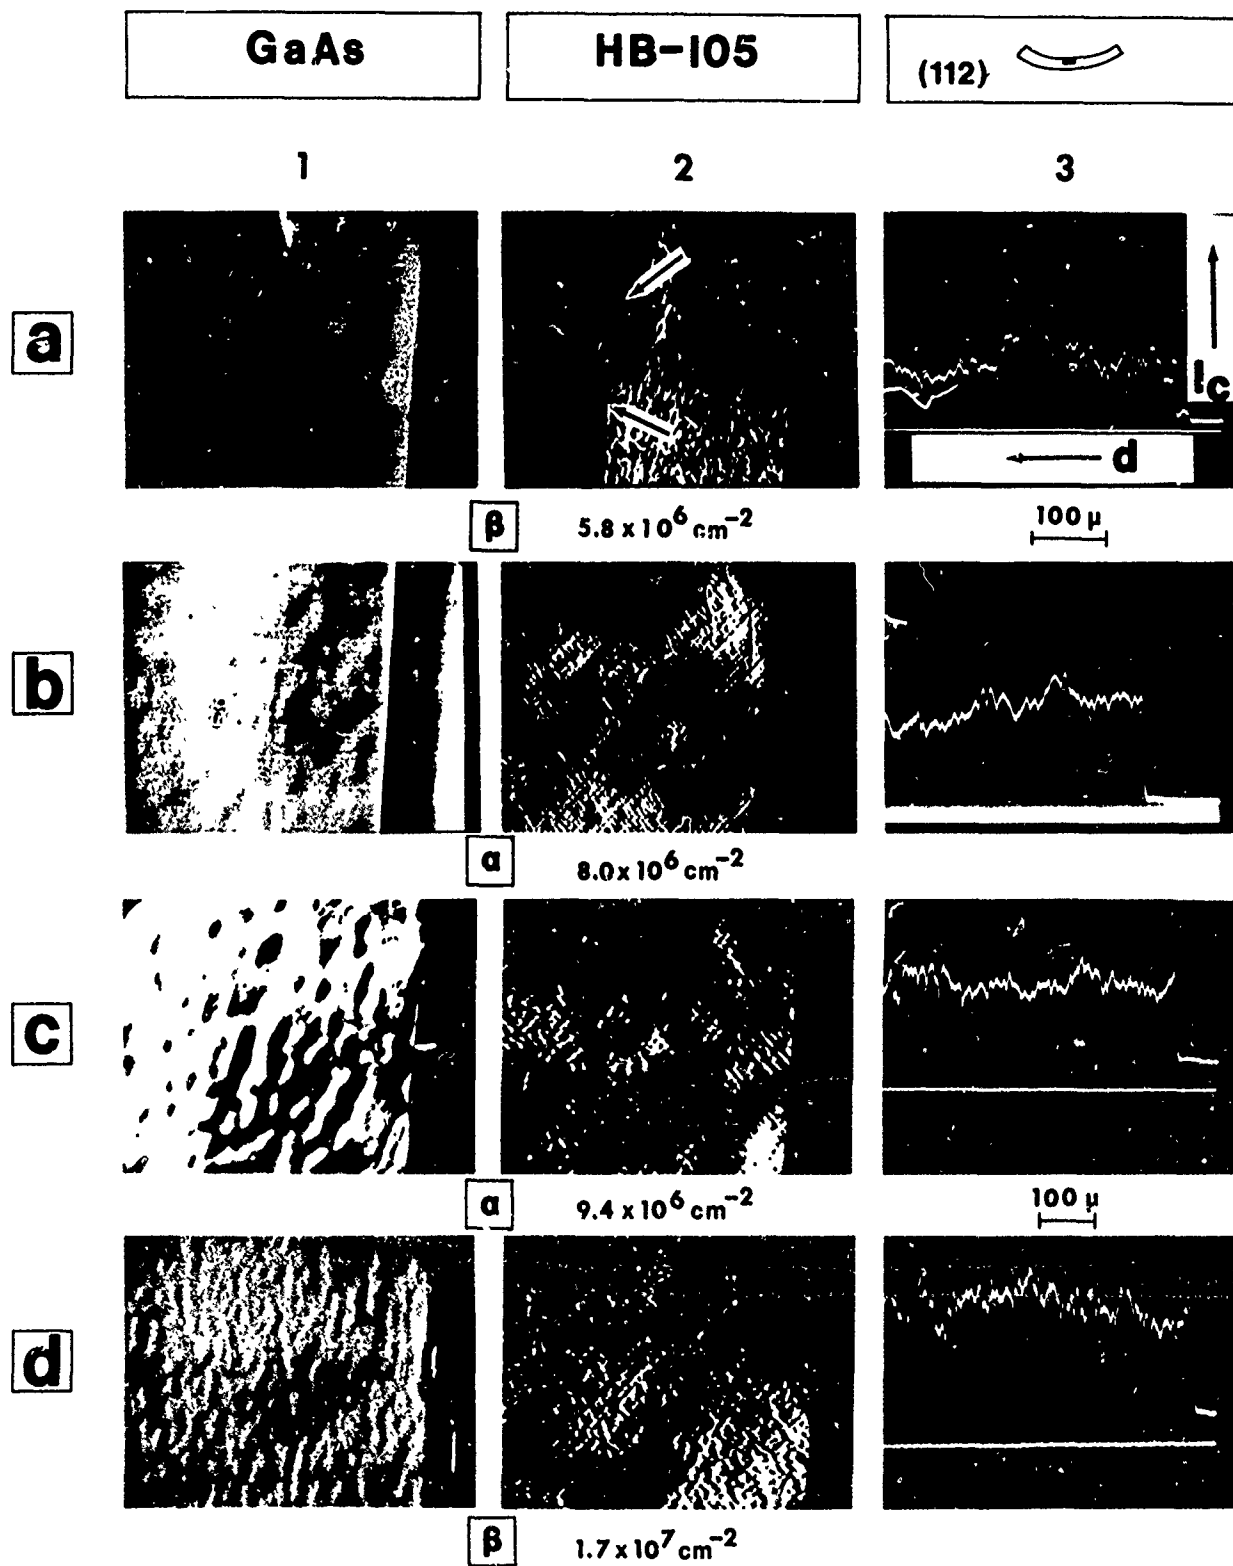 GaAs
HB-105
(112)
1
2
3
a
Ic
d
β
5.8 x 10⁶ cm⁻²
100 μ
b
α
8.0 x 10⁶ cm⁻²
c
α
9.4 x 10⁶ cm⁻²
100 μ
d
β
1.7 x 10⁷ cm⁻²